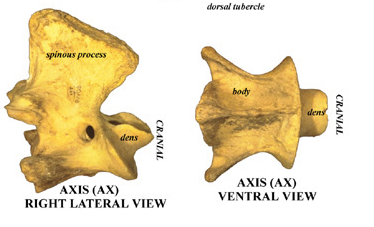 dorsal tubercle
spinous process
dens
CRANIAL
AXIS (AX)
RIGHT LATERAL VIEW
body
dens
CRANIAL
AXIS (AX)
VENTRAL VIEW